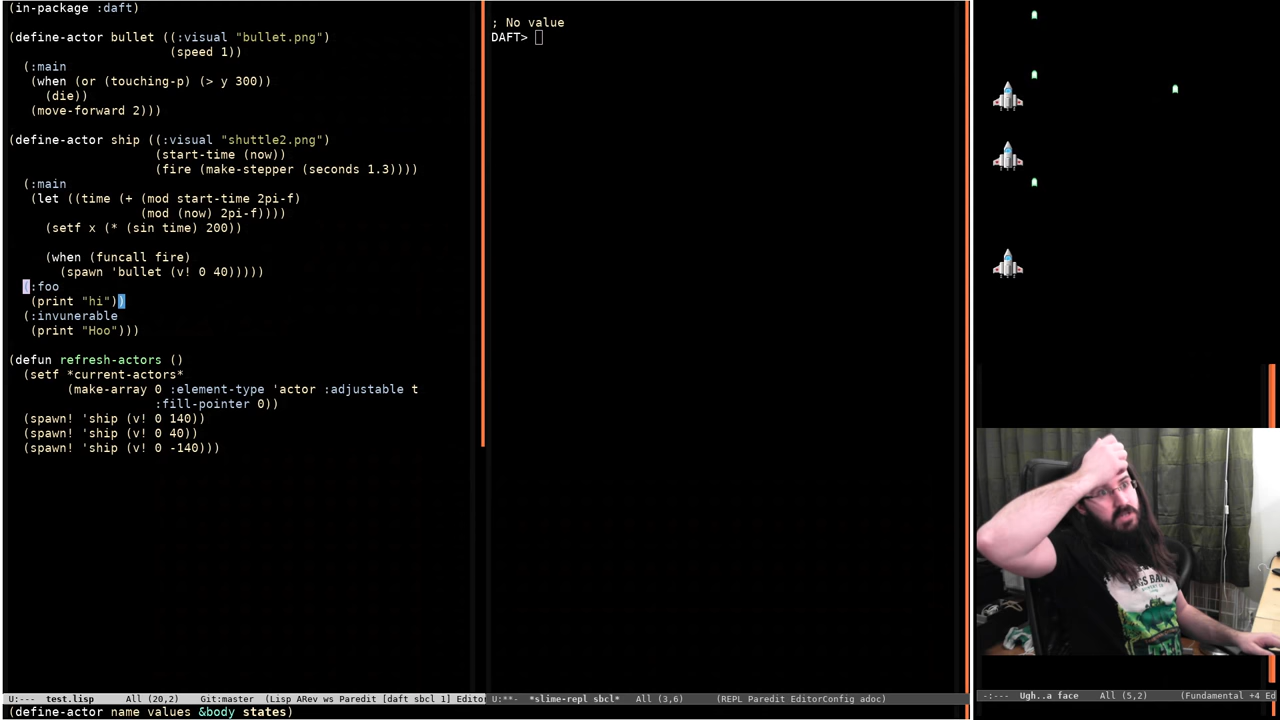 (in-package :daft)
(define-actor bullet ((:visual "bullet.png")
(speed 1))
(:main
(when (or (touching-p) (> y 300))
(die))
(move-forward 2)))
(define-actor ship ((:visual "shuttle2.png")
(start-time (now))
(fire (make-stepper (seconds 1.3))))
(:main
(let ((time (+ (mod start-time 2pi-f)
(mod (now) 2pi-f))))
(setf x (* (sin time) 200))
(when (funcall fire)
(spawn 'bullet (v! 0 40)))))
(:foo
(print "hi"))
(:invunerable
(print "Hoo")))
(defun refresh-actors ()
(setf *current-actors*
(make-array 0 :element-type 'actor :adjustable t
:fill-pointer 0))
(spawn! 'ship (v! 0 140))
(spawn! 'ship (v! 0 40))
(spawn! 'ship (v! 0 -140)))
U:--- test.lisp All (20,2) Git:master (Lisp ARev ws Paredit [daft sbcl 1] Editor
(define-actor name values &body states)
; No value
DAFT>
U:**- *slime-repl sbcl* All (3,6) (REPL Paredit EditorConfig adoc)
-:--- Ugh..a face All (5,2) (Fundamental +4 Ed